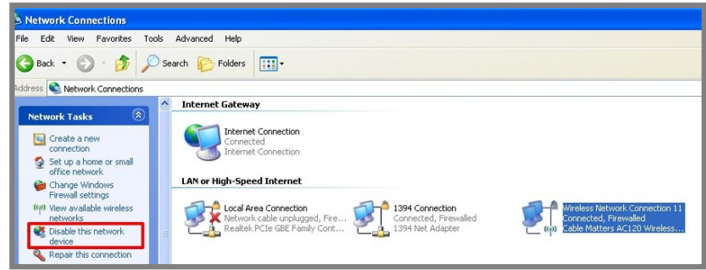 Network Connections
File Edit View Favorites Tools Advanced Help
Back Search Folders
Address Network Connections
Network Tasks
Create a new
connection
Set up a home or small
office network
Change Windows
Firewall settings
View available wireless
networks
Disable this network
device
Repair this connection
Internet Gateway
Internet Connection
Connected
Internet Connection
LAN or High-Speed Internet
Local Area Connection
Network cable unplugged, Fire...
Realtek PCIe GBE Family Cont...
1394 Connection
Connected, Firewalled
1394 Net Adapter
Wireless Network Connection 11
Connected, Firewalled
Cable Matters AC120 Wireless...